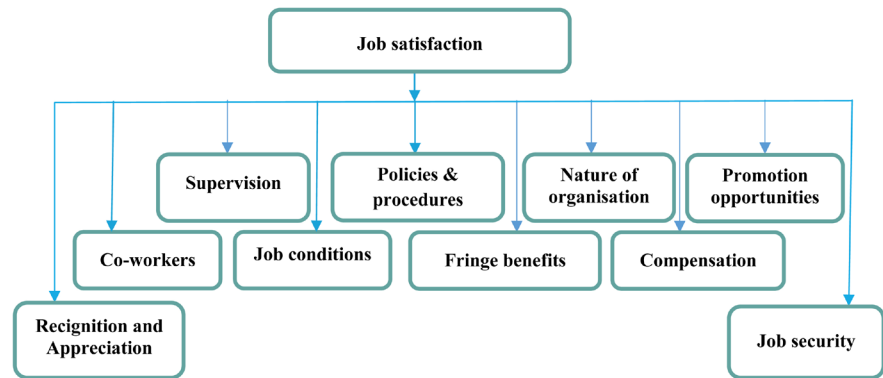 Job satisfaction
Supervision
Policies &
procedures
Nature of
organisation
Promotion
opportunities
Co-workers
Job conditions
Fringe benefits
Compensation
Recignition and
Appreciation
Job security